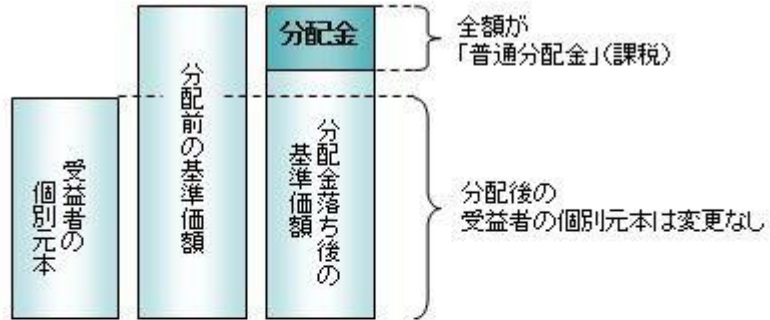 受益者の
個別元本
分配前の基準価額
分配金
分配金落ち後の
基準価額
全額が
「普通分配金」(課税)
分配後の
受益者の個別元本は変更なし